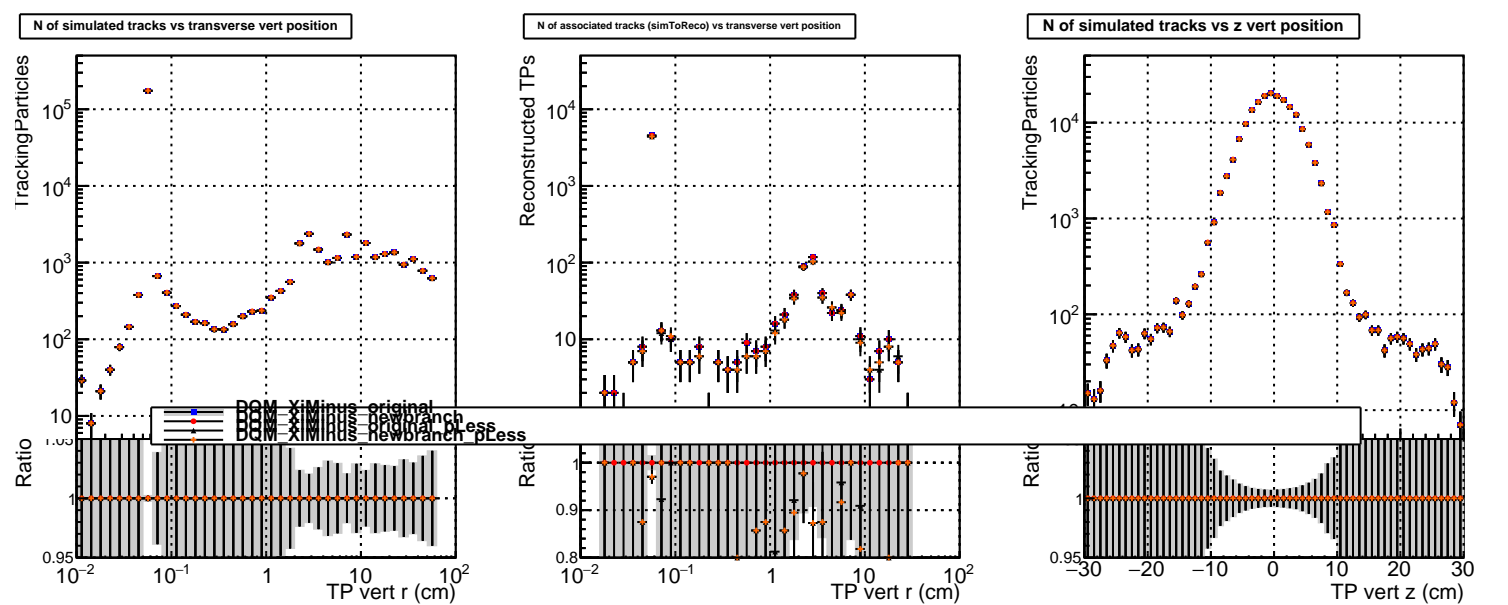 N of simulated tracks vs transverse vert position
N of associated tracks (simToReco) vs transverse vert position
N of simulated tracks vs z vert position
TrackingParticles
10^5
10^4
10^3
10^2
10
Ratio
1
0.95
10^−2
10^−1
1
10
10^2
TP vert r (cm)
Reconstructed TPs
10^4
10^3
10^2
10
1
0.9
0.8
10^−2
10^−1
1
10
10^2
TP vert r (cm)
TrackingParticles
10^4
10^3
10^2
Ratio
1
0.95
−30
−20
−10
0
10
20
30
TP vert z (cm)
DQM_XiMinus_original
DQM_XiMinus_newbranch
DQM_XiMinus_original_pLess
DQM_XiMinus_newbranch_pLess